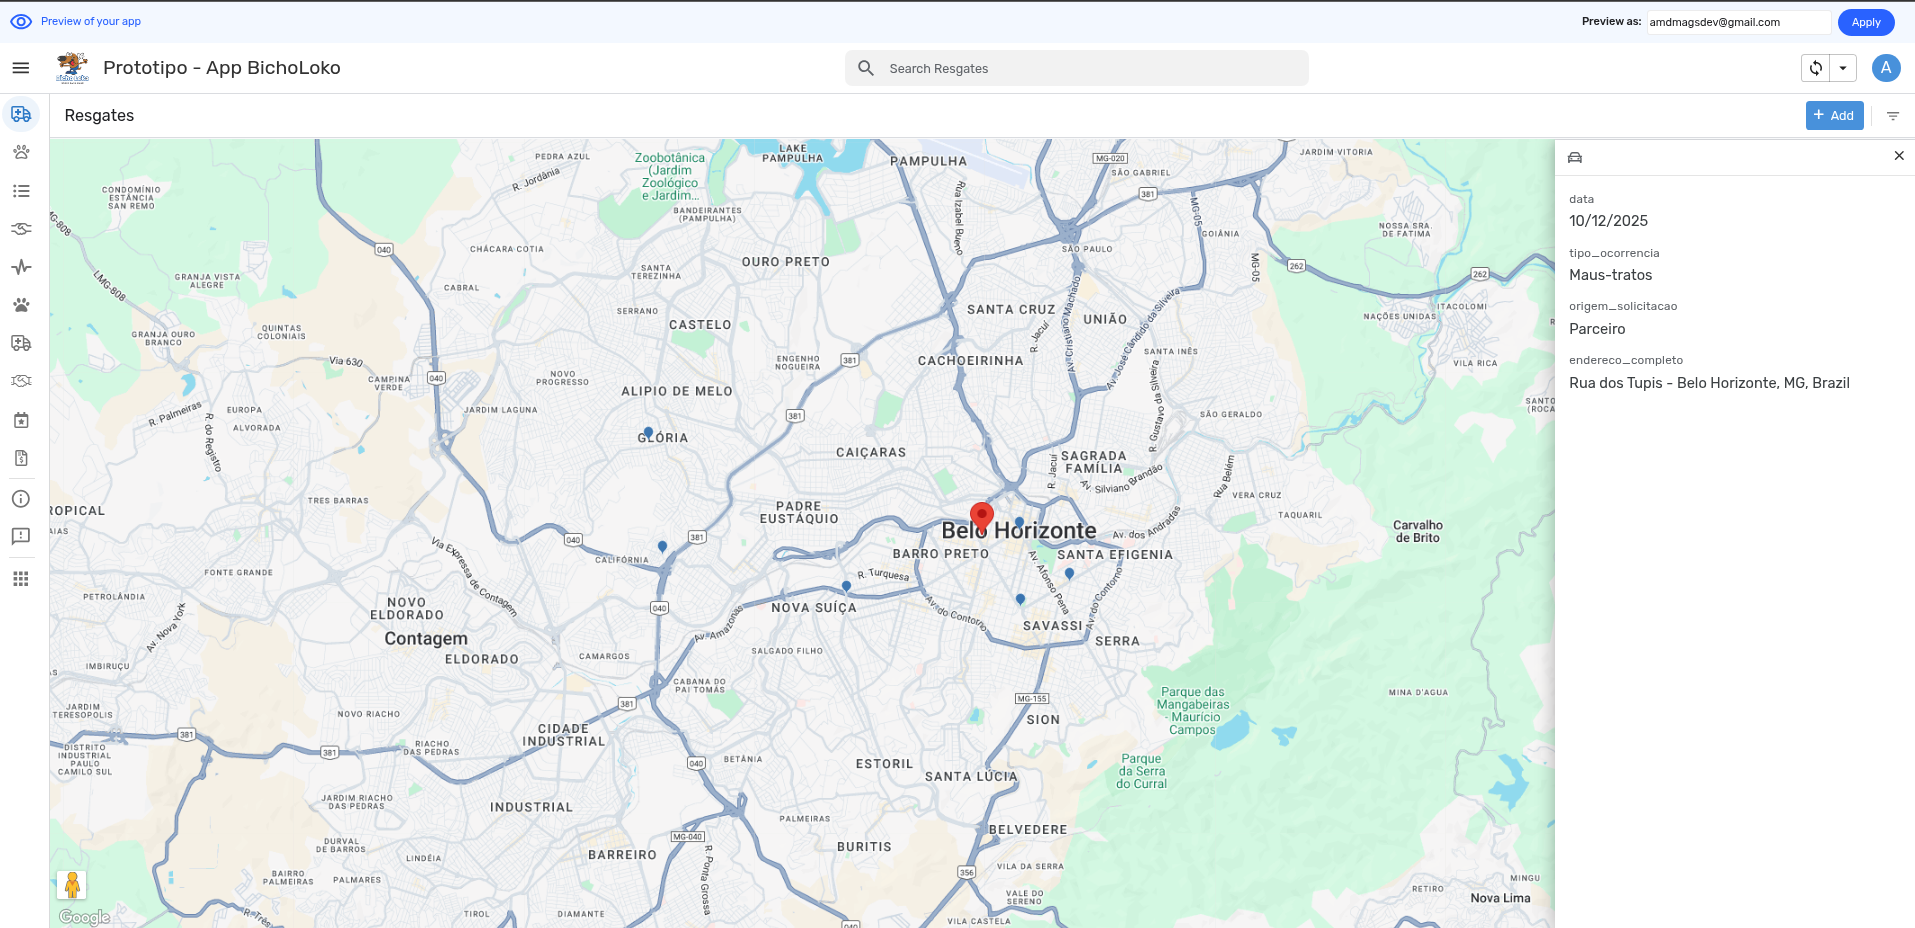 Preview of your app
Preview as:
amdmagsdev@gmail.com
Apply
Prototipo - App BichoLoko
Search Resgates
A
Resgates
+ Add
data
10/12/2025
tipo_ocorrencia
Maus-tratos
origem_solicitacao
Parceiro
endereco_completo
Rua dos Tupis - Belo Horizonte, MG, Brazil
PEDRA AZUL
R. Jordânia
Zoobotânica
(Jardim
Zoológico
e Jardim...
LAKE
PAMPULHA
PAMPULHA
MG-020
SÃO GABRIEL
JARDIM VITORIA
CONDOMÍNIO
ESTÂNCIA
SAN REMO
MG-808
BANDEIRANTES
(PAMPULHA)
Rua Izabel Bueno
381
MG-05
GOIÂNIA
NOSSA.SRA.
DE FATIMA
040
CHÁCARA COTIA
SÃO PAULO
OURO PRETO
SANTA
TEREZINHA
MG-05
262
262
GRANJA VISTA
ALEGRE
LMG-808
CABRAL
SERRANO
SANTA CRUZ
R. Jacuí
Av. Cristiano Machado
UNIÃO
Av. José Cândido da Silveira
NAÇÕES UNIDAS
ITACOLOMI
CASTELO
GRANJA OURO
BRANCO
QUINTAS
COLONIAIS
Via 630
CAMPINA
VERDE
040
NOVO
PROGRESSO
ENGENHO
NOGUEIRA
381
CACHOEIRINHA
SANTA INÊS
VILA RICA
ALIPIO DE MELO
R. Gustavo da Silveira
R. Palmeiras
EUROPA
ALVORADA
R. do Registro
JARDIM LAGUNA
381
SÃO GERALDO
SANTO
(ROCA
GLÓRIA
CAIÇARAS
SAGRADA
FAMÍLIA
R. Jacuí
Av. Silviano Brandão
Rua Belém
VERA CRUZ
TRES BARRAS
ROPICAL
PADRE
EUSTÁQUIO
TAQUARIL
Carvalho
de Brito
Belo Horizonte
Av. dos Andradas
040
381
CALIFÓRNIA
BARRO PRETO
SANTA EFIGENIA
Via Expressa de Contagem
FONTE GRANDE
R. Turquesa
Av. Afonso Pena
Av. do Contorno
PETROLÂNDIA
Av. Nova York
NOVO
ELDORADO
040
NOVA SUÍÇA
Av. Amazonas
Av. do Contorno
SAVASSI
SERRA
Contagem
ELDORADO
CAMARGOS
SALGADO FILHO
IMBIRUÇU
CABANA DO
PAI TOMÁS
MG-155
SION
Parque das
Mangabeiras
- Maurício
Campos
MINA D'AGUA
JARDIM
TERESOPOLIS
NOVO RIACHO
381
381
381
CIDADE
INDUSTRIAL
DISTRITO
INDUSTRIAL
PAULO
CAMILO SUL
RIACHO
DAS PEDRAS
040
BETÂNIA
ESTORIL
SANTA LÚCIA
Parque
da Serra
do Curral
JARDIM RIACHO
DAS PEDRAS
INDUSTRIAL
PALMEIRAS
BELVEDERE
MG-040
DURVAL
DE BARROS
LINDÉIA
BARREIRO
R. Ponta Grossa
BURITIS
356
VILA DA SERRA
BAIRRO
PALMEIRAS
PALMARES
VALE DO
SERENO
RETIRO
MINGU
Nova Lima
Google
R. Três
TIROL
DIAMANTE
040
VILA CASTELA